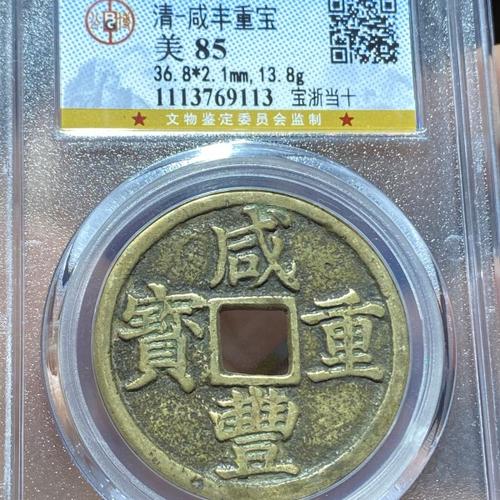 清-咸丰重宝
美 85
36.8*2.1mm, 13.8g
1113769113 宝浙当十
★ 文物鉴定委员会监制 ★
咸
寶 重
豐